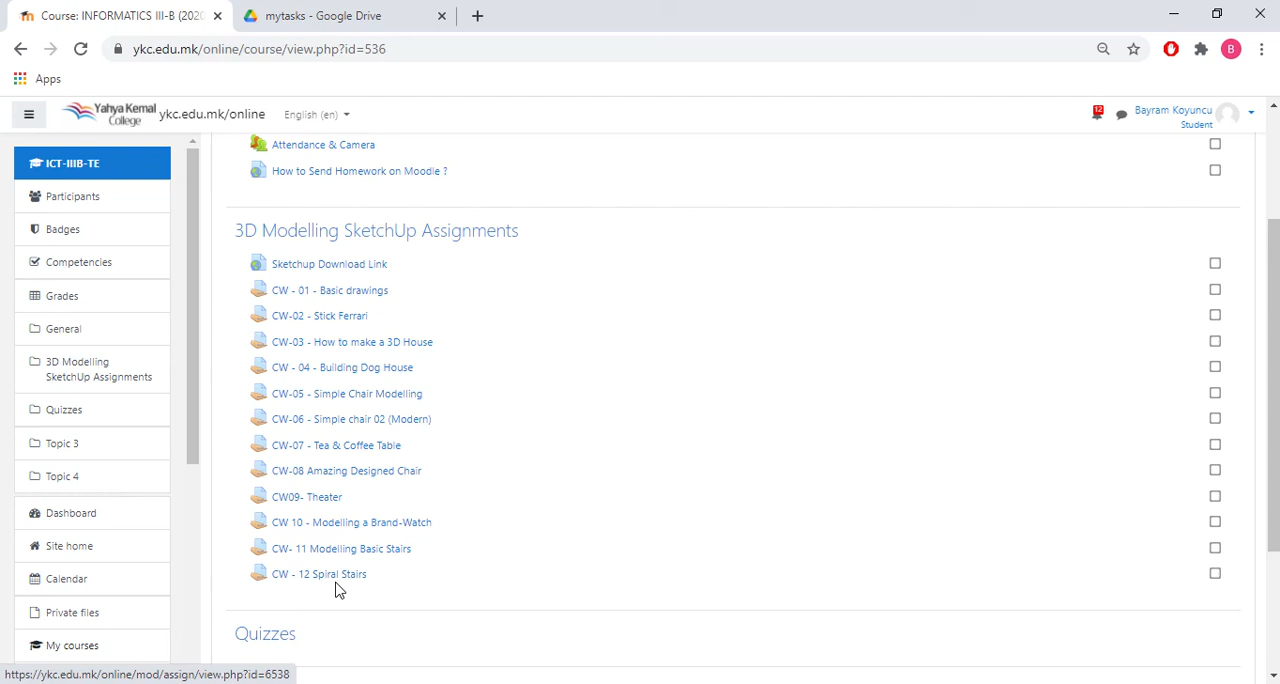 Course: INFORMATICS III-B (2020
mytasks - Google Drive
ykc.edu.mk/online/course/view.php?id=536
B
Apps
Yahya Kemal
College
ykc.edu.mk/online
English (en)
12
Bayram Koyuncu
Student
ICT-IIIB-TE
Participants
Badges
Competencies
Grades
General
3D Modelling
SketchUp Assignments
Quizzes
Topic 3
Topic 4
Dashboard
Site home
Calendar
Private files
My courses
Attendance & Camera
How to Send Homework on Moodle ?
3D Modelling SketchUp Assignments
Sketchup Download Link
CW - 01 - Basic drawings
CW-02 - Stick Ferrari
CW-03 - How to make a 3D House
CW - 04 - Building Dog House
CW-05 - Simple Chair Modelling
CW-06 - Simple chair 02 (Modern)
CW-07 - Tea & Coffee Table
CW-08 Amazing Designed Chair
CW09- Theater
CW 10 - Modelling a Brand-Watch
CW- 11 Modelling Basic Stairs
CW - 12 Spiral Stairs
Quizzes
https://ykc.edu.mk/online/mod/assign/view.php?id=6538